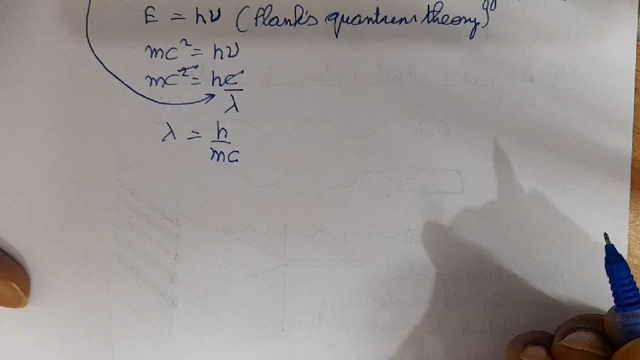 E = hν (Plank's quantum theory)
mc² = hν
mc² = hc/λ
λ = h/mc